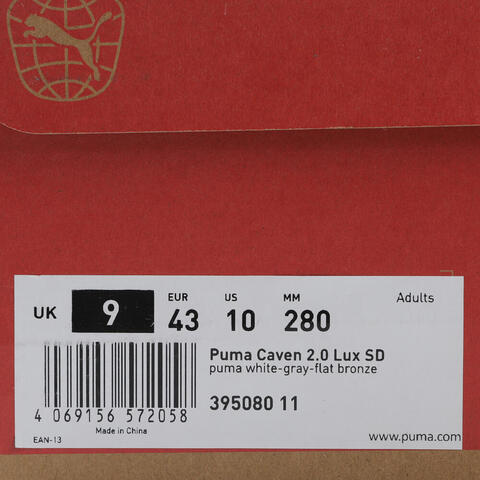 UK 9 EUR 43 US 10 MM 280 Adults
Puma Caven 2.0 Lux SD
puma white-gray-flat bronze
395080 11
4 069156 572058
Made in China
EAN-13
www.puma.com